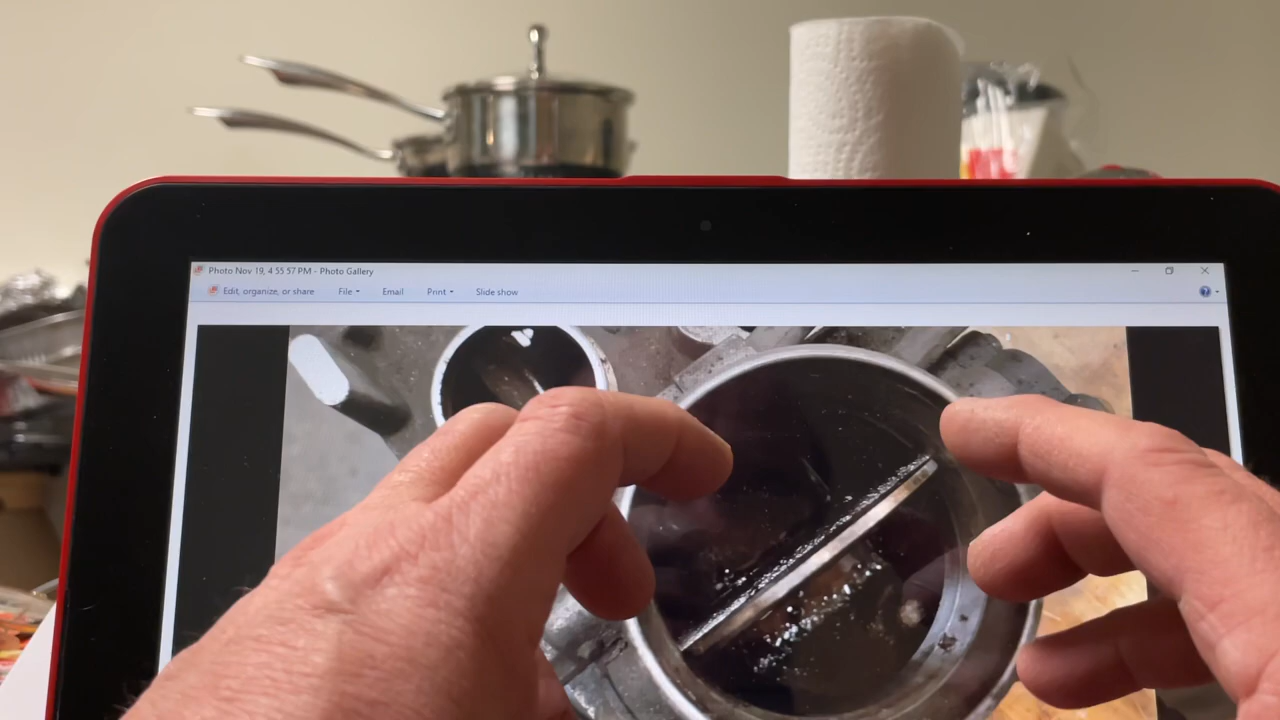 Photo Nov 19, 4 55 57 PM - Photo Gallery
Edit, organize, or share File Email Print Slide show